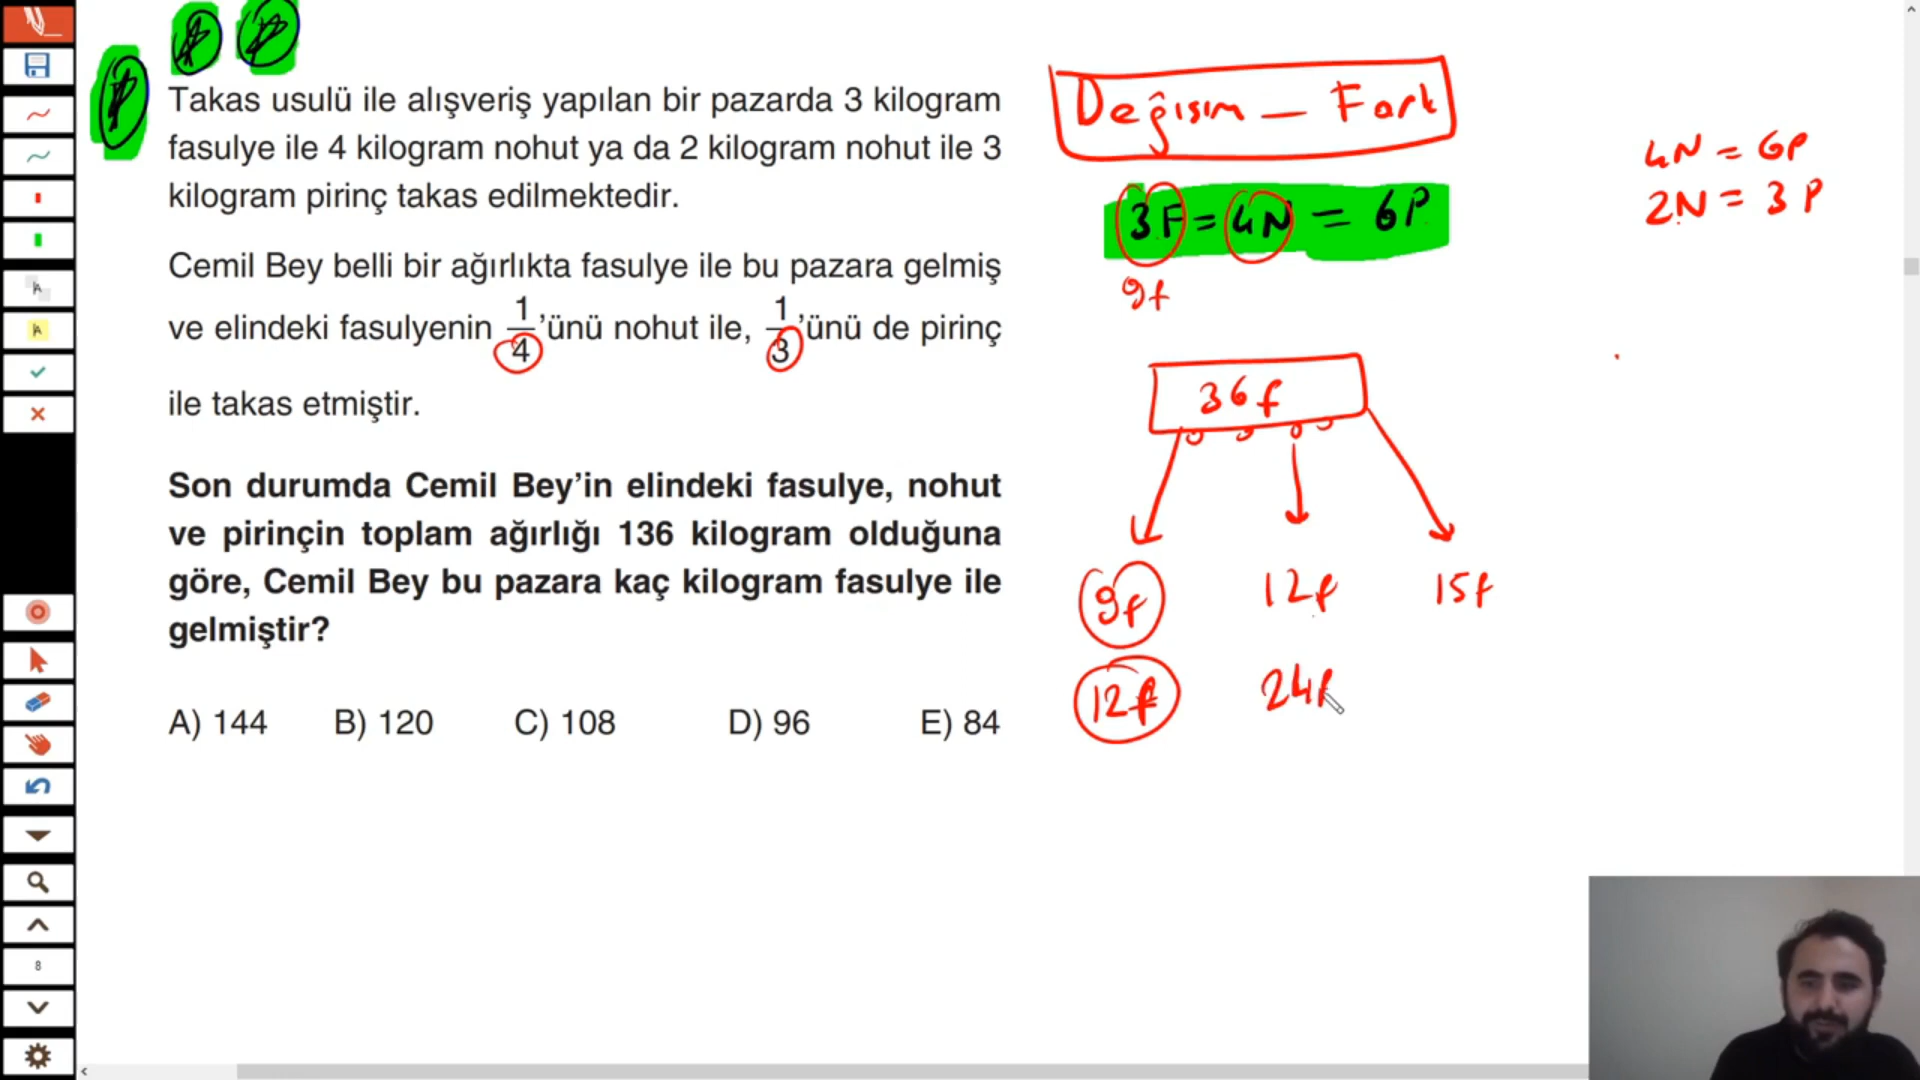 Takas usulü ile alışveriş yapılan bir pazarda 3 kilogram
fasulye ile 4 kilogram nohut ya da 2 kilogram nohut ile 3
kilogram pirinç takas edilmektedir.
Cemil Bey belli bir ağırlıkta fasulye ile bu pazara gelmiş
ve elindeki fasulyenin 1/4'ünü nohut ile, 1/3'ünü de pirinç
ile takas etmiştir.
Son durumda Cemil Bey'in elindeki fasulye, nohut
ve pirinçin toplam ağırlığı 136 kilogram olduğuna
göre, Cemil Bey bu pazara kaç kilogram fasulye ile
gelmiştir?
A) 144 B) 120 C) 108 D) 96 E) 84
Değişim – Fark
3F = 4N = 6P
9f
4N = 6P
2N = 3P
36f
9f 12f 15f
12f 24f
8